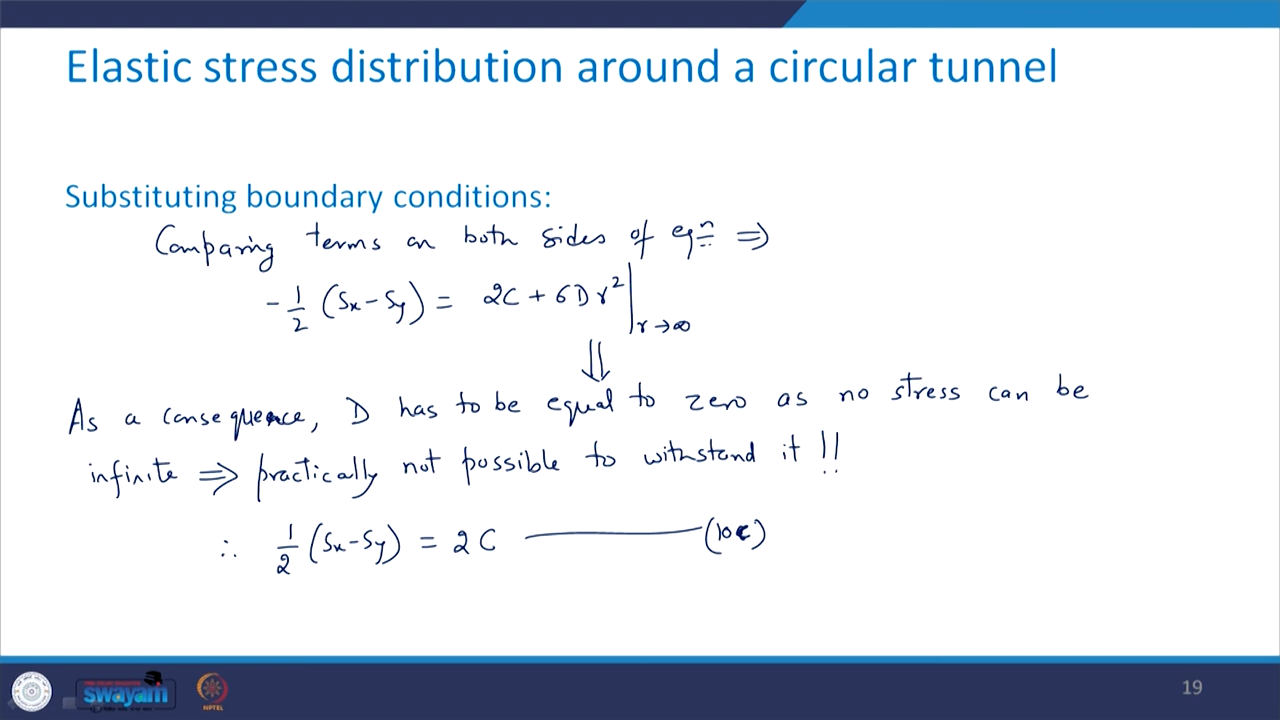 Elastic stress distribution around a circular tunnel
Substituting boundary conditions:
Comparing terms on both sides of eqn ⇒
-1/2 (Sx-Sy) = 2C + 6Dr²|r→∞
⇓
As a consequence, D has to be equal to zero as no stress can be
infinite ⇒ practically not possible to withstand it !!
∴ 1/2 (Sx-Sy) = 2C ——— (10c)
swayam
NPTEL
19